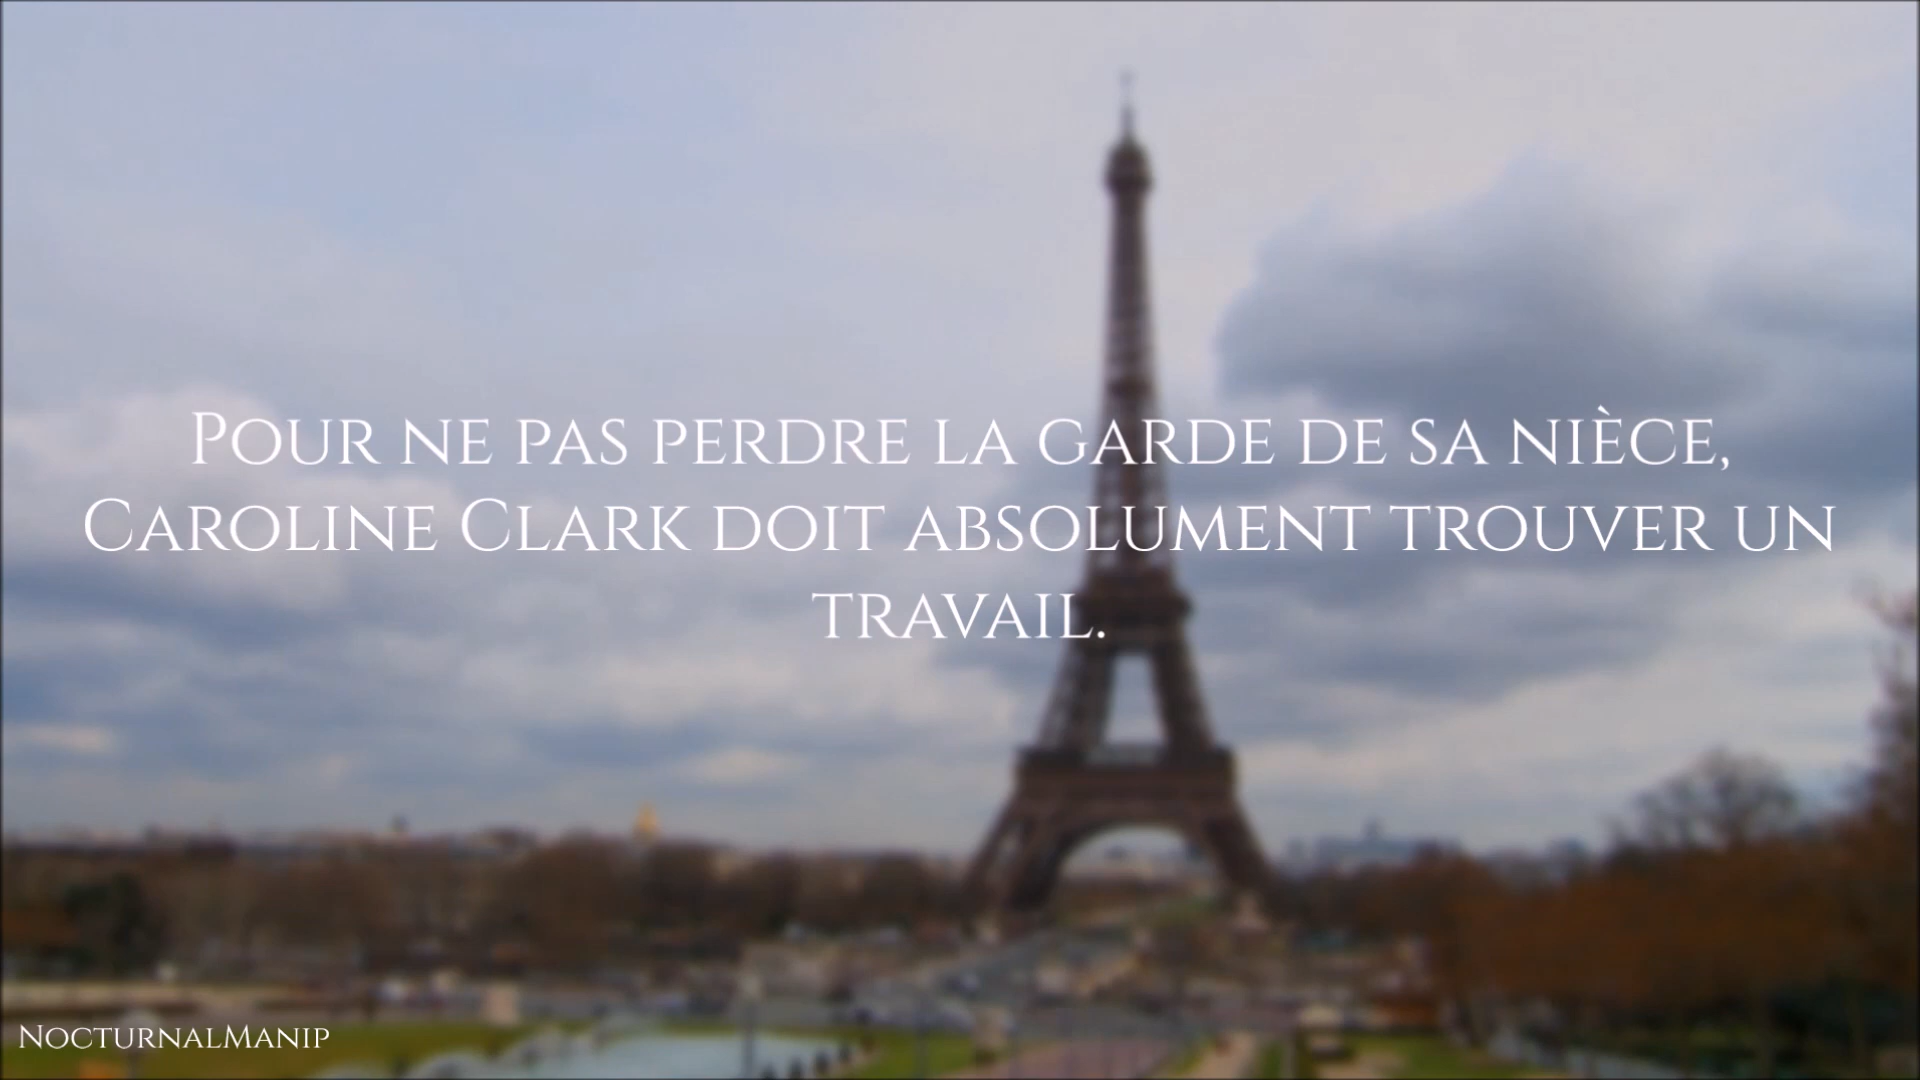 Pour ne pas perdre la garde de sa nièce,
Caroline Clark doit absolument trouver un
travail.
NocturnalManip